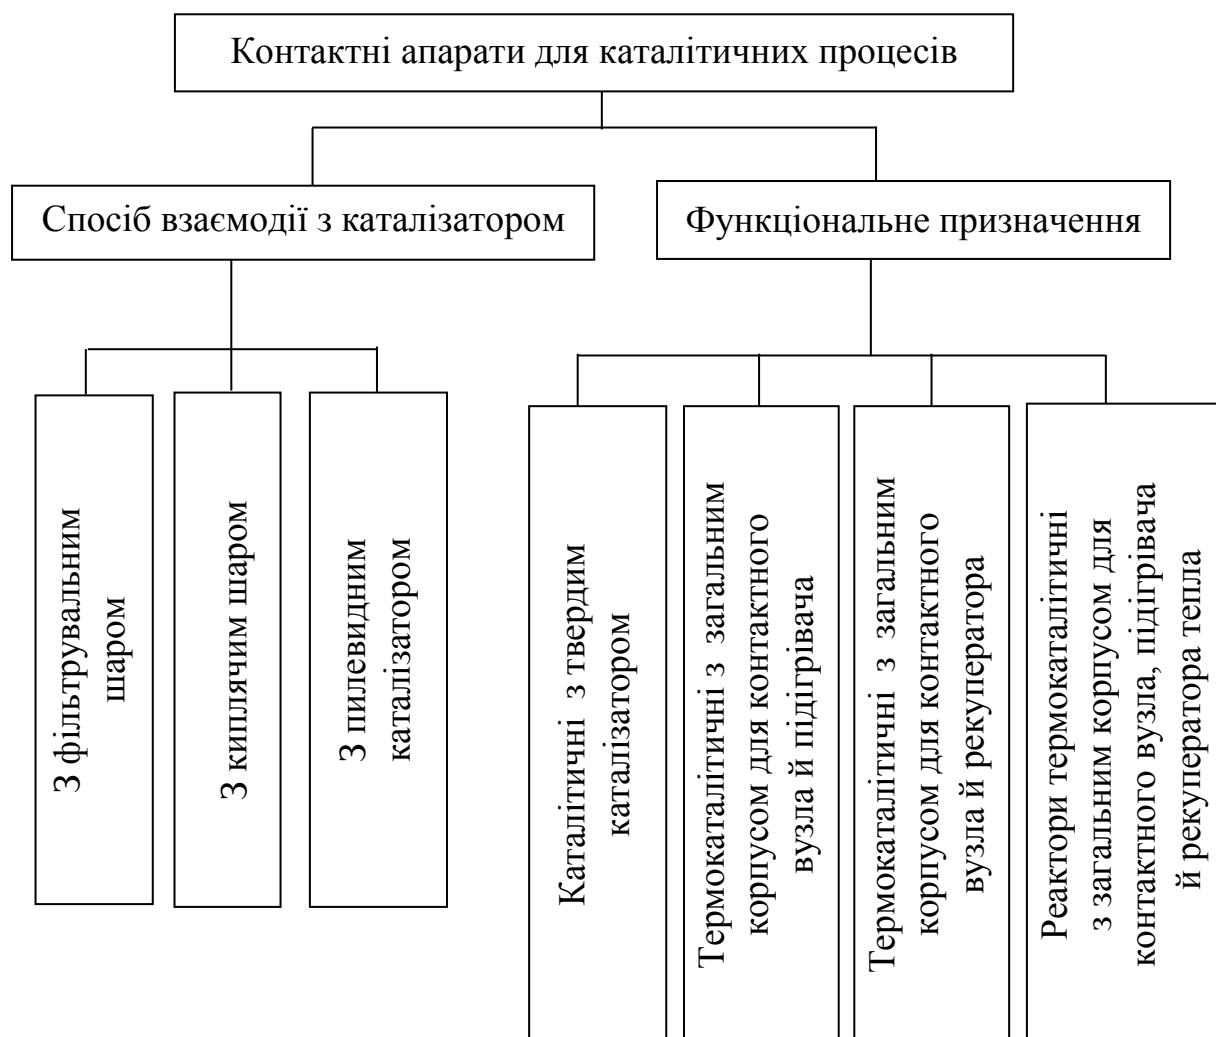 Контактні апарати для каталітичних процесів
Спосіб взаємодії з каталізатором
Функціональне призначення
З фільтрувальним
шаром
З киплячим шаром
З пилевидним
каталізатором
Каталітичні з твердим
каталізатором
Термокаталітичні з загальним
корпусом для контактного
вузла й підігрівача
Термокаталітичні з загальним
корпусом для контактного
вузла й рекуператора
Реактори термокаталітичні
з загальним корпусом для
контактного вузла, підігрівача
й рекуператора тепла